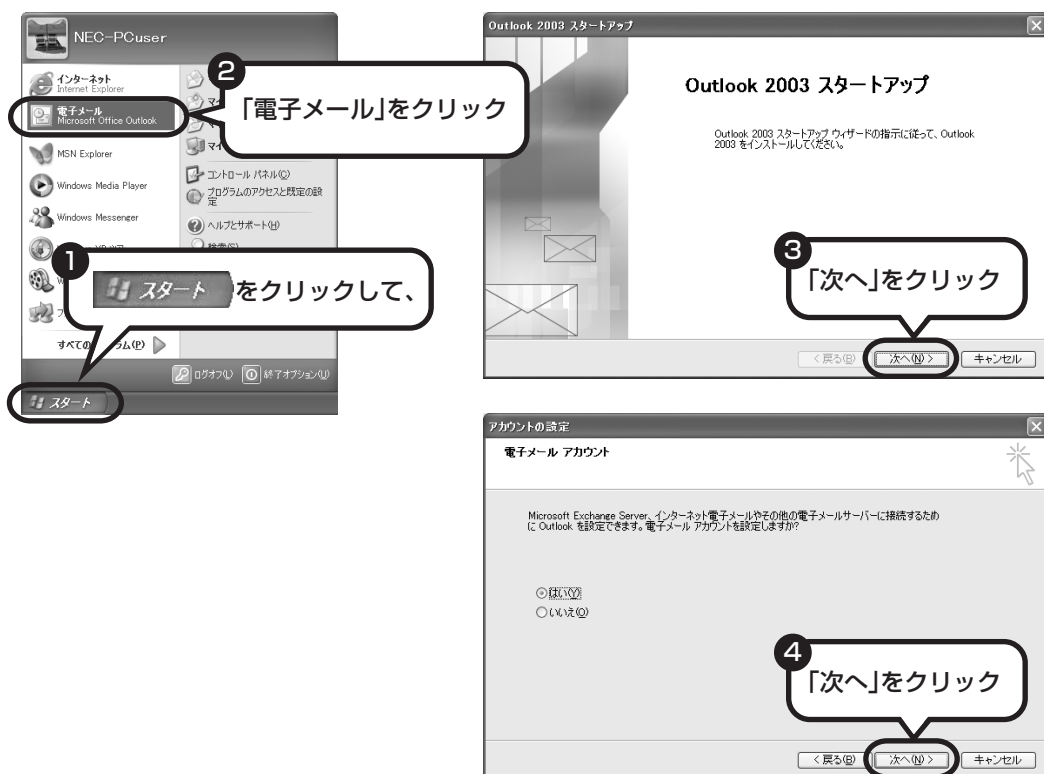 NEC-PCuser
インターネット
Internet Explorer
電子メール
Microsoft Office Outlook
MSN Explorer
Windows Media Player
Windows Messenger
すべての
ログオフ(L)
終了オプション(U)
スタート
コントロール パネル(C)
プログラムのアクセスと既定の設
定
ヘルプとサポート(H)
検索(S)
1
スタート をクリックして、
2
「電子メール」をクリック
Outlook 2003 スタートアップ
Outlook 2003 スタートアップ
Outlook 2003 スタートアップ ウィザードの指示に従って、Outlook
2003 をインストールしてください。
3
「次へ」をクリック
< 戻る(B)
次へ(N) >
キャンセル
アカウントの設定
電子メール アカウント
Microsoft Exchange Server、インターネット電子メールやその他の電子メールサーバーに接続するため
に Outlook を設定できます。電子メール アカウントを設定しますか?
はい(Y)
いいえ(O)
4
「次へ」をクリック
< 戻る(B)
次へ(N) >
キャンセル